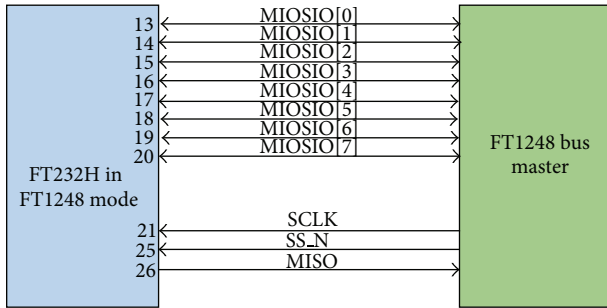 MIOSIO[0]
13
MIOSIO[1]
14
MIOSIO[2]
15
MIOSIO[3]
16
MIOSIO[4]
17
MIOSIO[5]
18
MIOSIO[6]
19
MIOSIO[7]
20
FT232H in
FT1248 mode
FT1248 bus
master
SCLK
21
SS_N
25
MISO
26